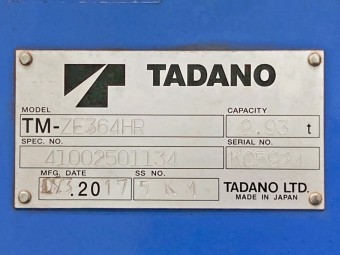 TADANO
MODEL CAPACITY
TM-ZE364HR 2.93 t
SPEC. NO. SERIAL NO.
41002501134
MFG. DATE SS NO.
.2017 5 K M TADANO LTD.
MADE IN JAPAN